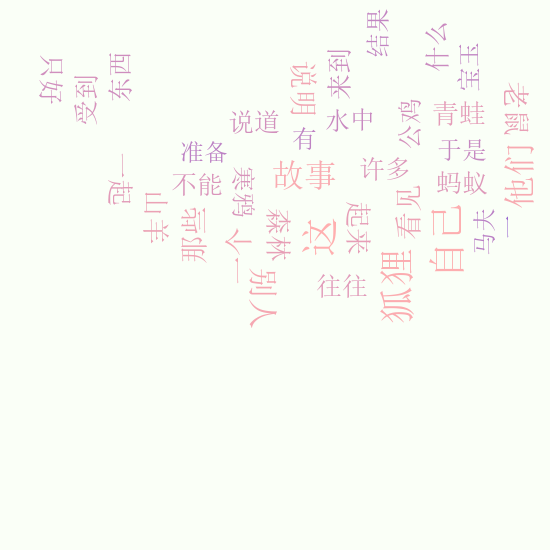 只好
受到
东西
说明
来到
结果
什么
宝玉
老鼠
说道
有
水中
公鸡
青蛙
准备
于是
他们
一起
不能
寒鸦
故事
许多
蚂蚁
山羊
那些
一个
森林
这
起来
看见
自己
马夫
一
别人
往往
狐狸